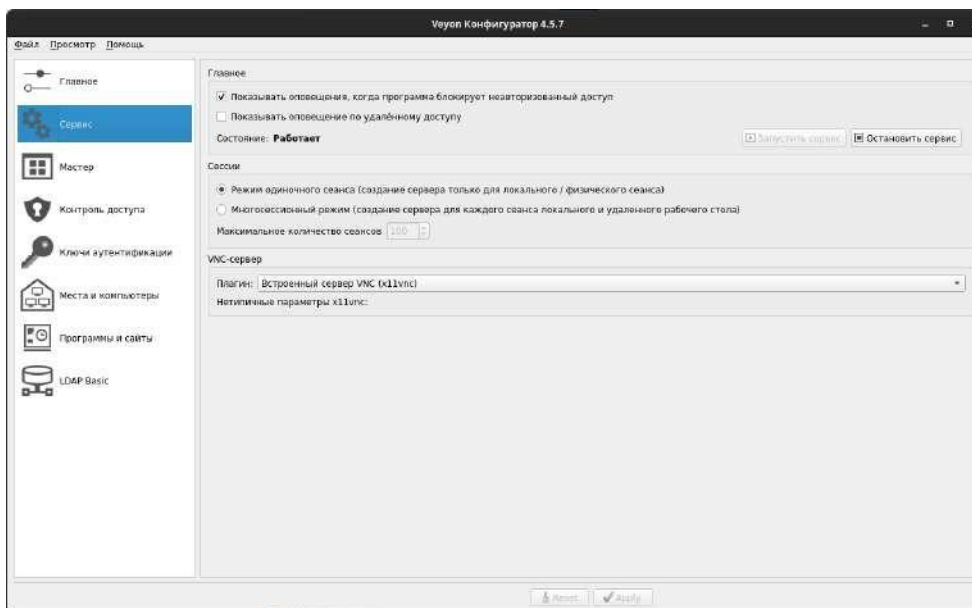 Veyon Конфигуратор 4.5.7
Файл Просмотр Помощь
Главное
Сервис
Мастер
Контроль доступа
Ключи аутентификации
Места и компьютеры
Программы и сайты
LDAP Basic
Главное
Показывать оповещения, когда программа блокирует неавторизованный доступ
Показывать оповещение по удалённому доступу
Состояние: Работает
Запустить сервис Остановить сервис
Сессии
Режим одиночного сеанса (создание сервера только для локального / физического сеанса)
Многосессионный режим (создание сервера для каждого сеанса локального и удаленного рабочего стола)
Максимальное количество сеансов 100
VNC-сервер
Плагин: Встроенный сервер VNC (x11vnc)
Нетипичные параметры x11vnc:
Reset Apply